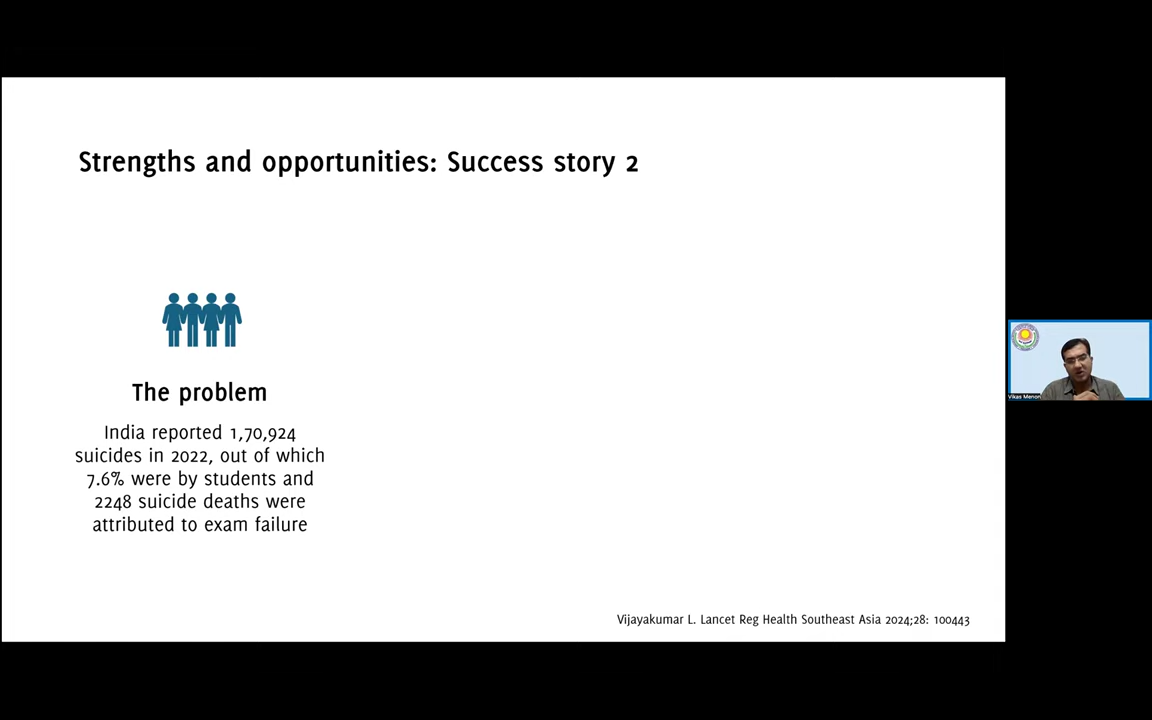 Strengths and opportunities: Success story 2
The problem
India reported 1,70,924
suicides in 2022, out of which
7.6% were by students and
2248 suicide deaths were
attributed to exam failure
Vijayakumar L. Lancet Reg Health Southeast Asia 2024;28: 100443
Vikas Menon